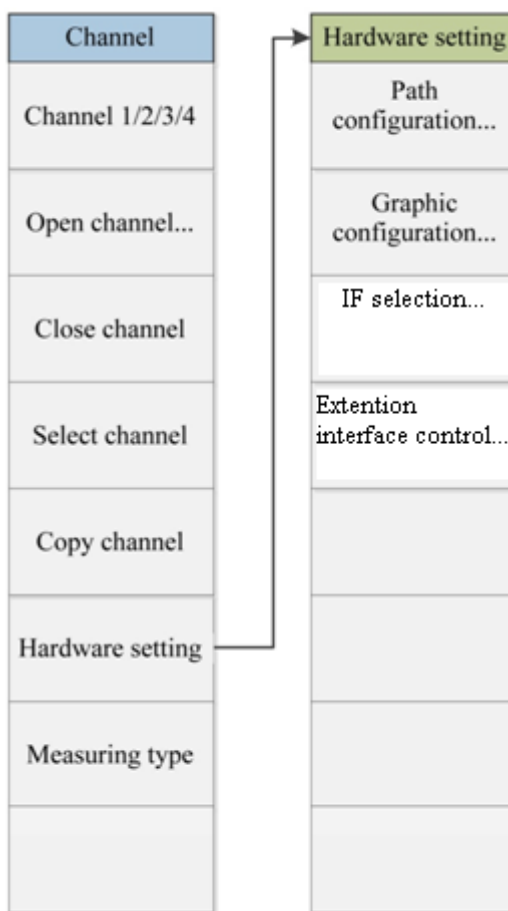 Channel
Channel 1/2/3/4
Open channel...
Close channel
Select channel
Copy channel
Hardware setting
Measuring type
Hardware setting
Path
configuration...
Graphic
configuration...
IF selection...
Extention
interface control...